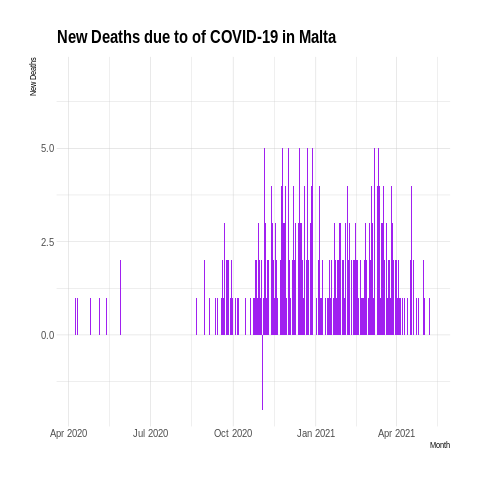 New Deaths due to of COVID-19 in Malta
New Deaths
5.0
2.5
0.0
Apr 2020 Jul 2020 Oct 2020 Jan 2021 Apr 2021
Month